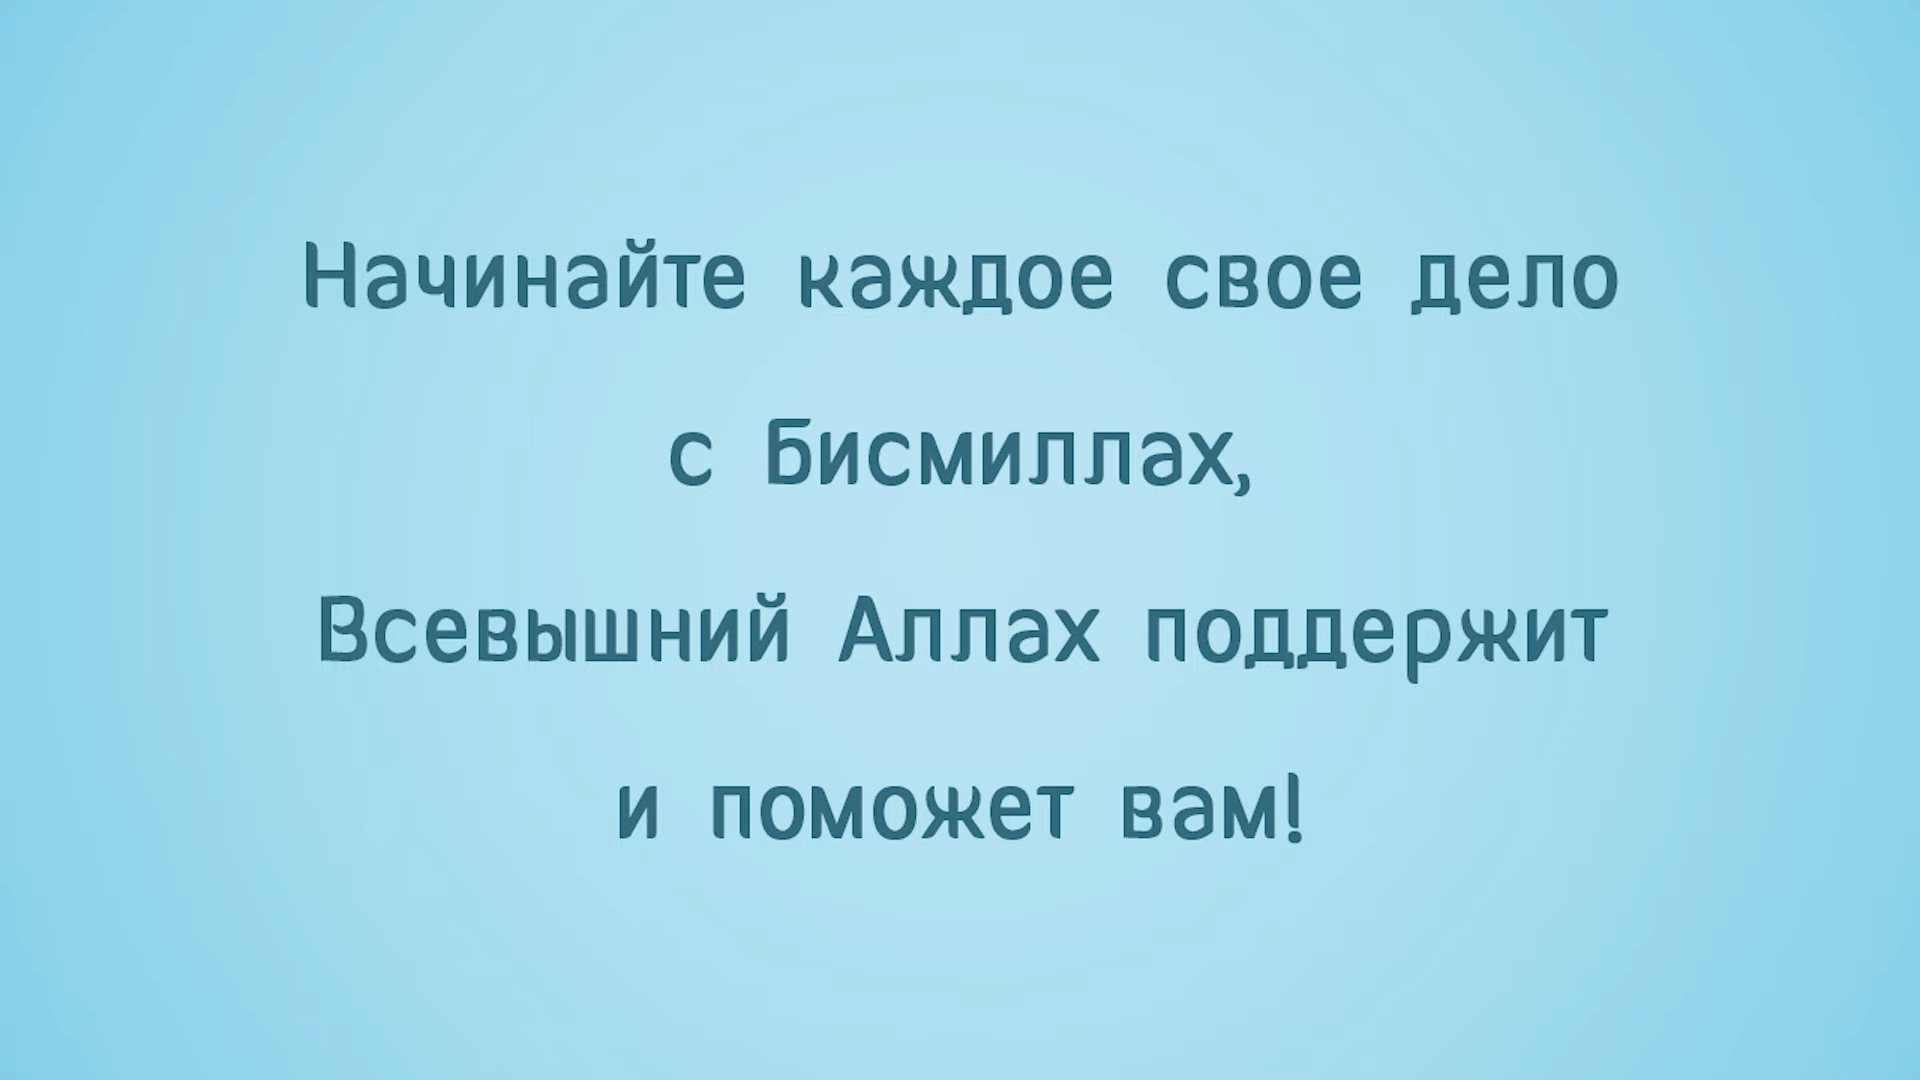 Начинайте каждое свое дело
с Бисмиллах,
Всевышний Аллах поддержит
и поможет вам!